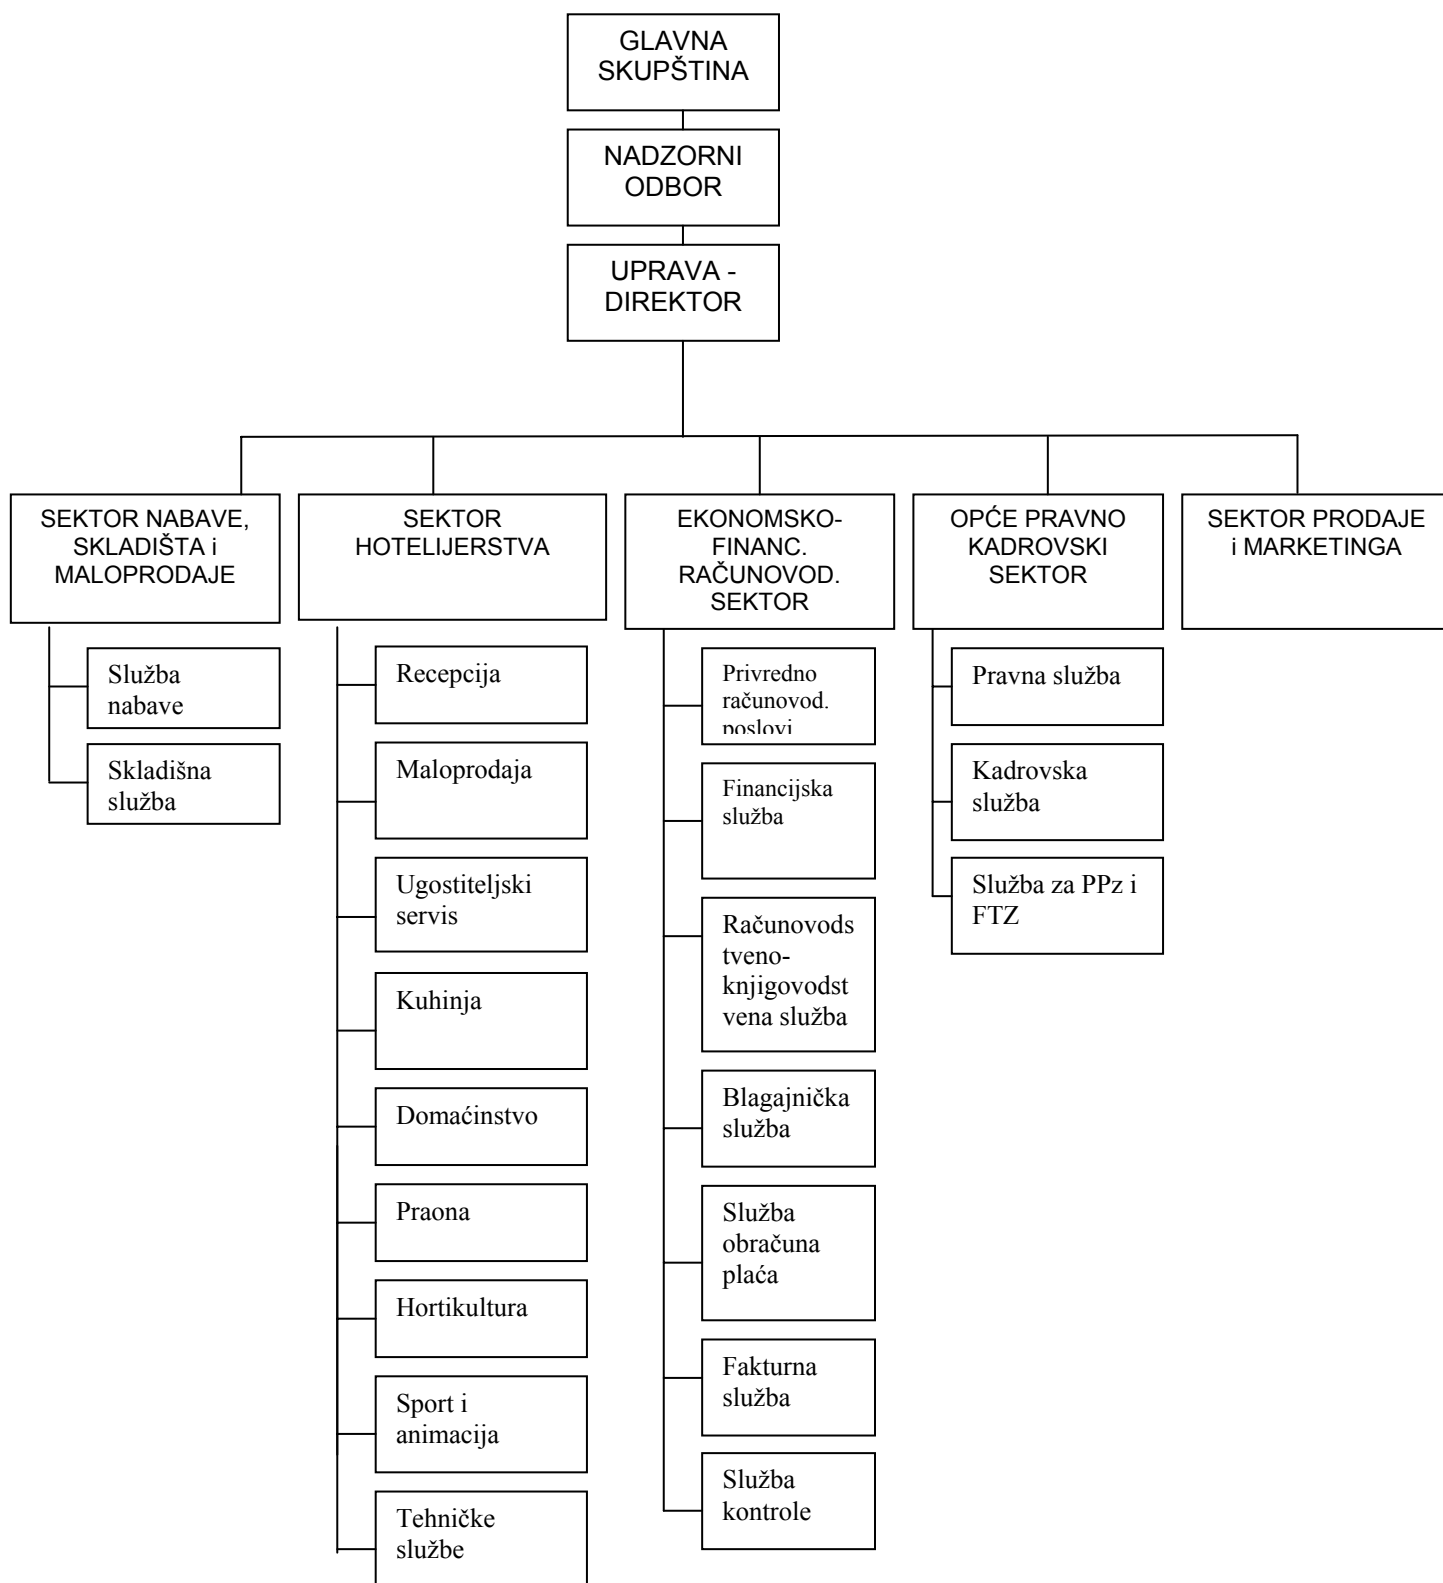 GLAVNA
SKUPŠTINA
NADZORNI
ODBOR
UPRAVA -
DIREKTOR
SEKTOR NABAVE,
SKLADIŠTA i
MALOPRODAJE
Služba
nabave
Skladišna
služba
SEKTOR
HOTELIJERSTVA
Recepcija
Maloprodaja
Ugostiteljski
servis
Kuhinja
Domaćinstvo
Praona
Hortikultura
Sport i
animacija
Tehničke
službe
EKONOMSKO-
FINANC.
RAČUNOVOD.
SEKTOR
Privredno
računovod.
poslovi
Financijska
služba
Računovods
tveno-
knjigovodst
vena služba
Blagajnička
služba
Služba
obračuna
plaća
Fakturna
služba
Služba
kontrole
OPĆE PRAVNO
KADROVSKI
SEKTOR
Pravna služba
Kadrovska
služba
Služba za PPz i
FTZ
SEKTOR PRODAJE
i MARKETINGA